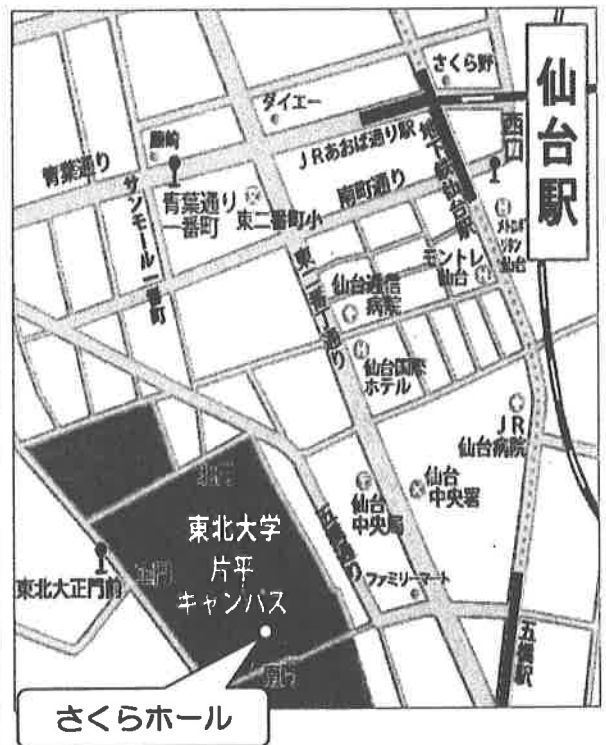 仙台駅
さくら野
ダイエー
西口
藤崎
JRあおば通り駅
地下鉄仙台駅
青葉通り
南町通り
サンモール一番町
青葉通り
一番町
東二番町小
メトロポ
リタン
仙台
モントレ
仙台
東二番丁通り
仙台逓信
病院
仙台国際
ホテル
JR
仙台病院
北門
仙台
中央局
仙台
中央署
五橋通り
東北大学
片平
キャンパス
正門
東北大正門前
ファミリーマート
五橋駅
南門
さくらホール